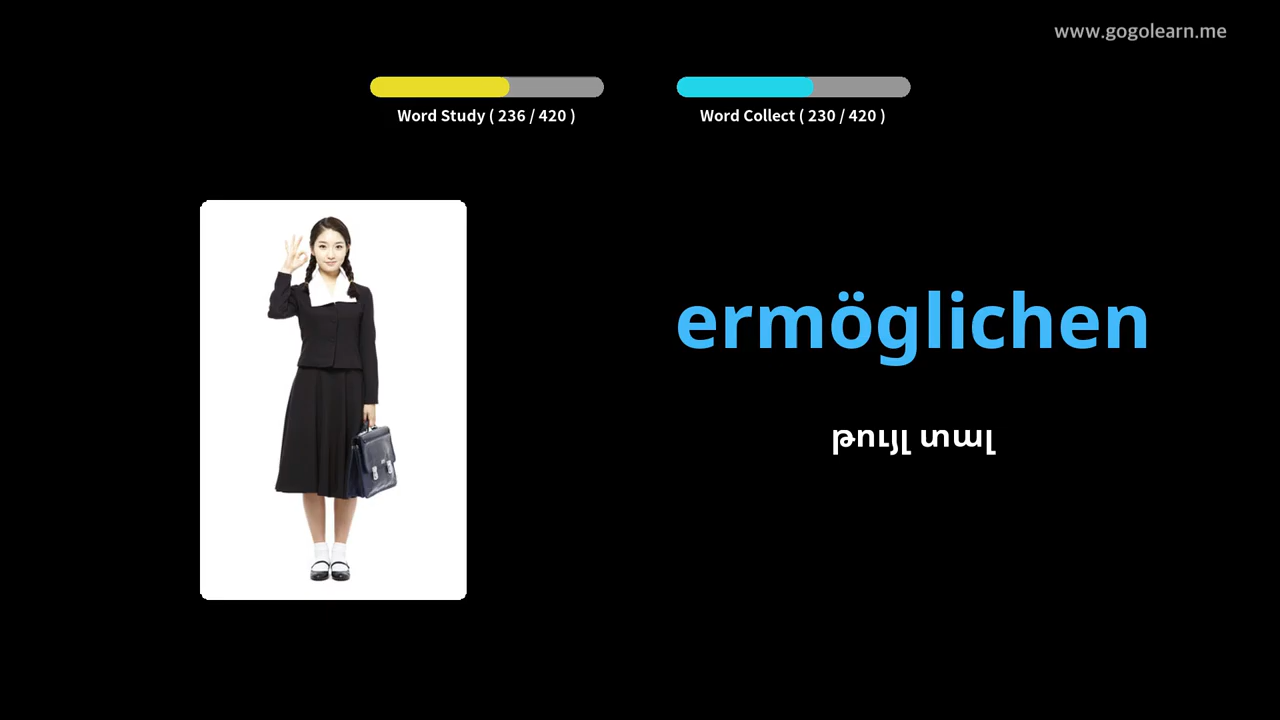 www.gogolearn.me
Word Study ( 236 / 420 )
Word Collect ( 230 / 420 )
ermöglichen
թույլ տալ